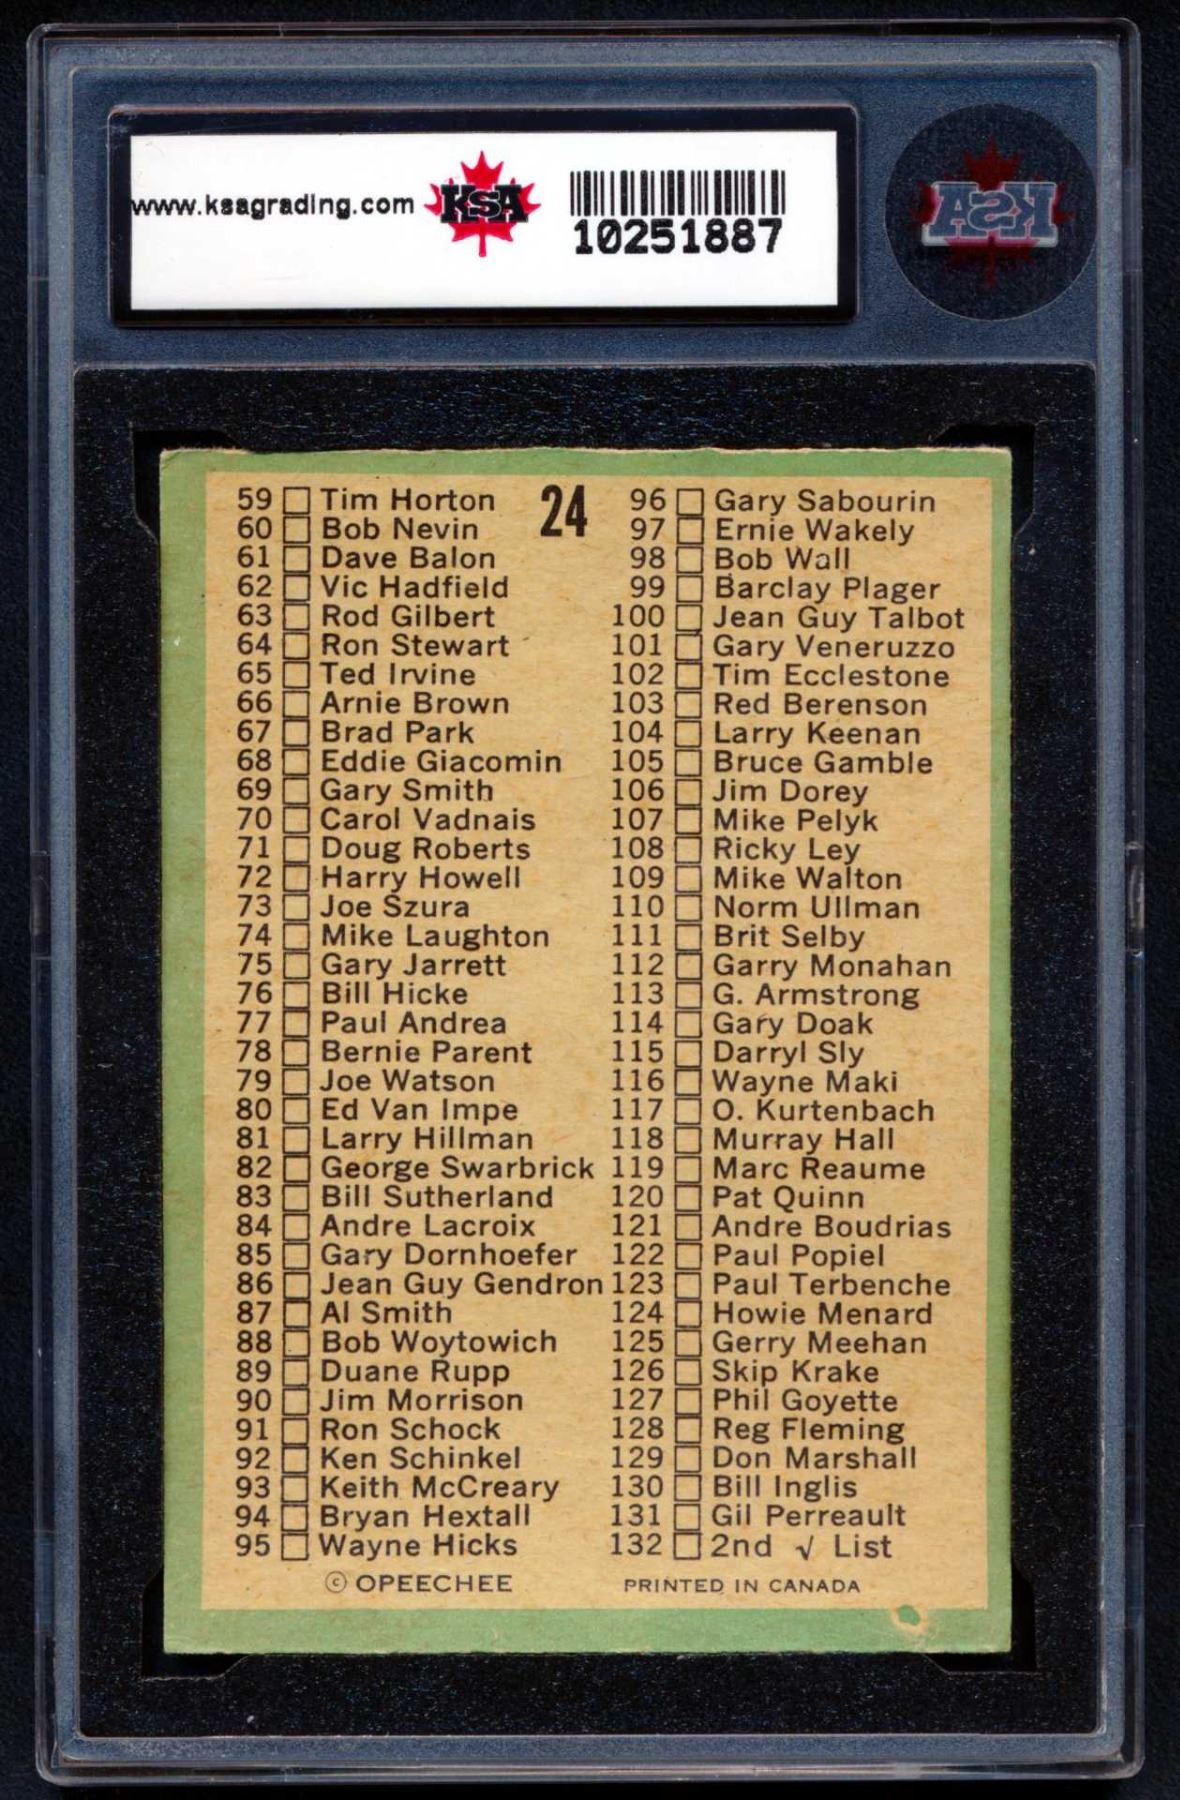 www.ksagrading.com
KSA
10251887
KSA
24
59 Tim Horton
60 Bob Nevin
61 Dave Balon
62 Vic Hadfield
63 Rod Gilbert
64 Ron Stewart
65 Ted Irvine
66 Arnie Brown
67 Brad Park
68 Eddie Giacomin
69 Gary Smith
70 Carol Vadnais
71 Doug Roberts
72 Harry Howell
73 Joe Szura
74 Mike Laughton
75 Gary Jarrett
76 Bill Hicke
77 Paul Andrea
78 Bernie Parent
79 Joe Watson
80 Ed Van Impe
81 Larry Hillman
82 George Swarbrick
83 Bill Sutherland
84 Andre Lacroix
85 Gary Dornhoefer
86 Jean Guy Gendron
87 Al Smith
88 Bob Woytowich
89 Duane Rupp
90 Jim Morrison
91 Ron Schock
92 Ken Schinkel
93 Keith McCreary
94 Bryan Hextall
95 Wayne Hicks
96 Gary Sabourin
97 Ernie Wakely
98 Bob Wall
99 Barclay Plager
100 Jean Guy Talbot
101 Gary Veneruzzo
102 Tim Ecclestone
103 Red Berenson
104 Larry Keenan
105 Bruce Gamble
106 Jim Dorey
107 Mike Pelyk
108 Ricky Ley
109 Mike Walton
110 Norm Ullman
111 Brit Selby
112 Garry Monahan
113 G. Armstrong
114 Gary Doak
115 Darryl Sly
116 Wayne Maki
117 O. Kurtenbach
118 Murray Hall
119 Marc Reaume
120 Pat Quinn
121 Andre Boudrias
122 Paul Popiel
123 Paul Terbenche
124 Howie Menard
125 Gerry Meehan
126 Skip Krake
127 Phil Goyette
128 Reg Fleming
129 Don Marshall
130 Bill Inglis
131 Gil Perreault
132 2nd √ List
© OPEECHEE
PRINTED IN CANADA